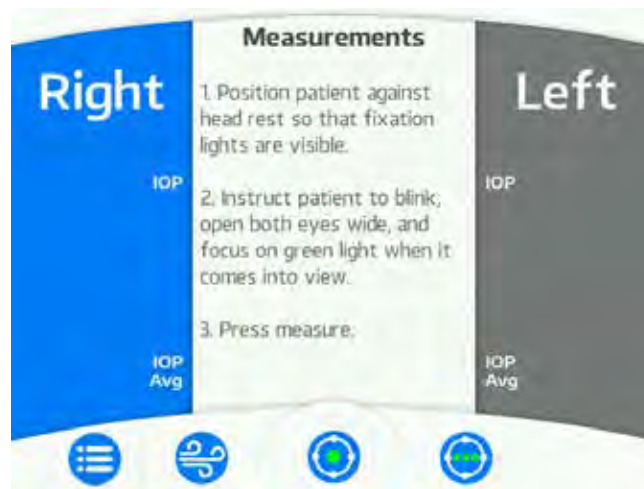 Measurements
Right
Left
1. Position patient against
head rest so that fixation
lights are visible.
IOP
IOP
2. Instruct patient to blink,
open both eyes wide, and
focus on green light when it
comes into view.
3. Press measure.
IOP
Avg
IOP
Avg